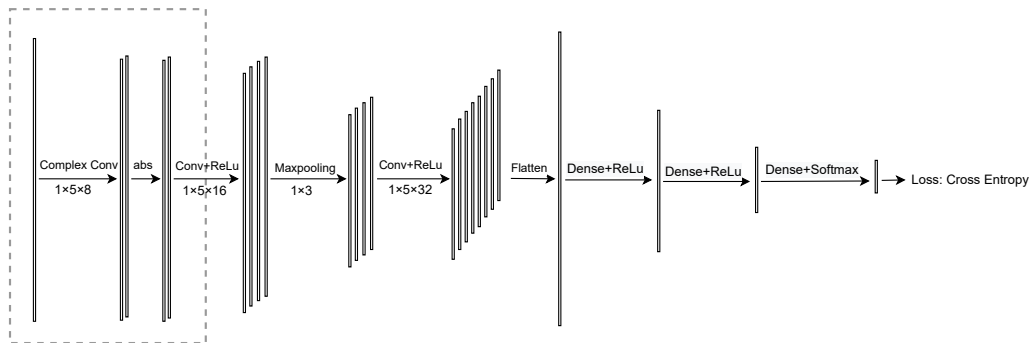 Complex Conv
1×5×8
abs
Conv+ReLu
1×5×16
Maxpooling
1×3
Conv+ReLu
1×5×32
Flatten
Dense+ReLu
Dense+ReLu
Dense+Softmax
Loss: Cross Entropy